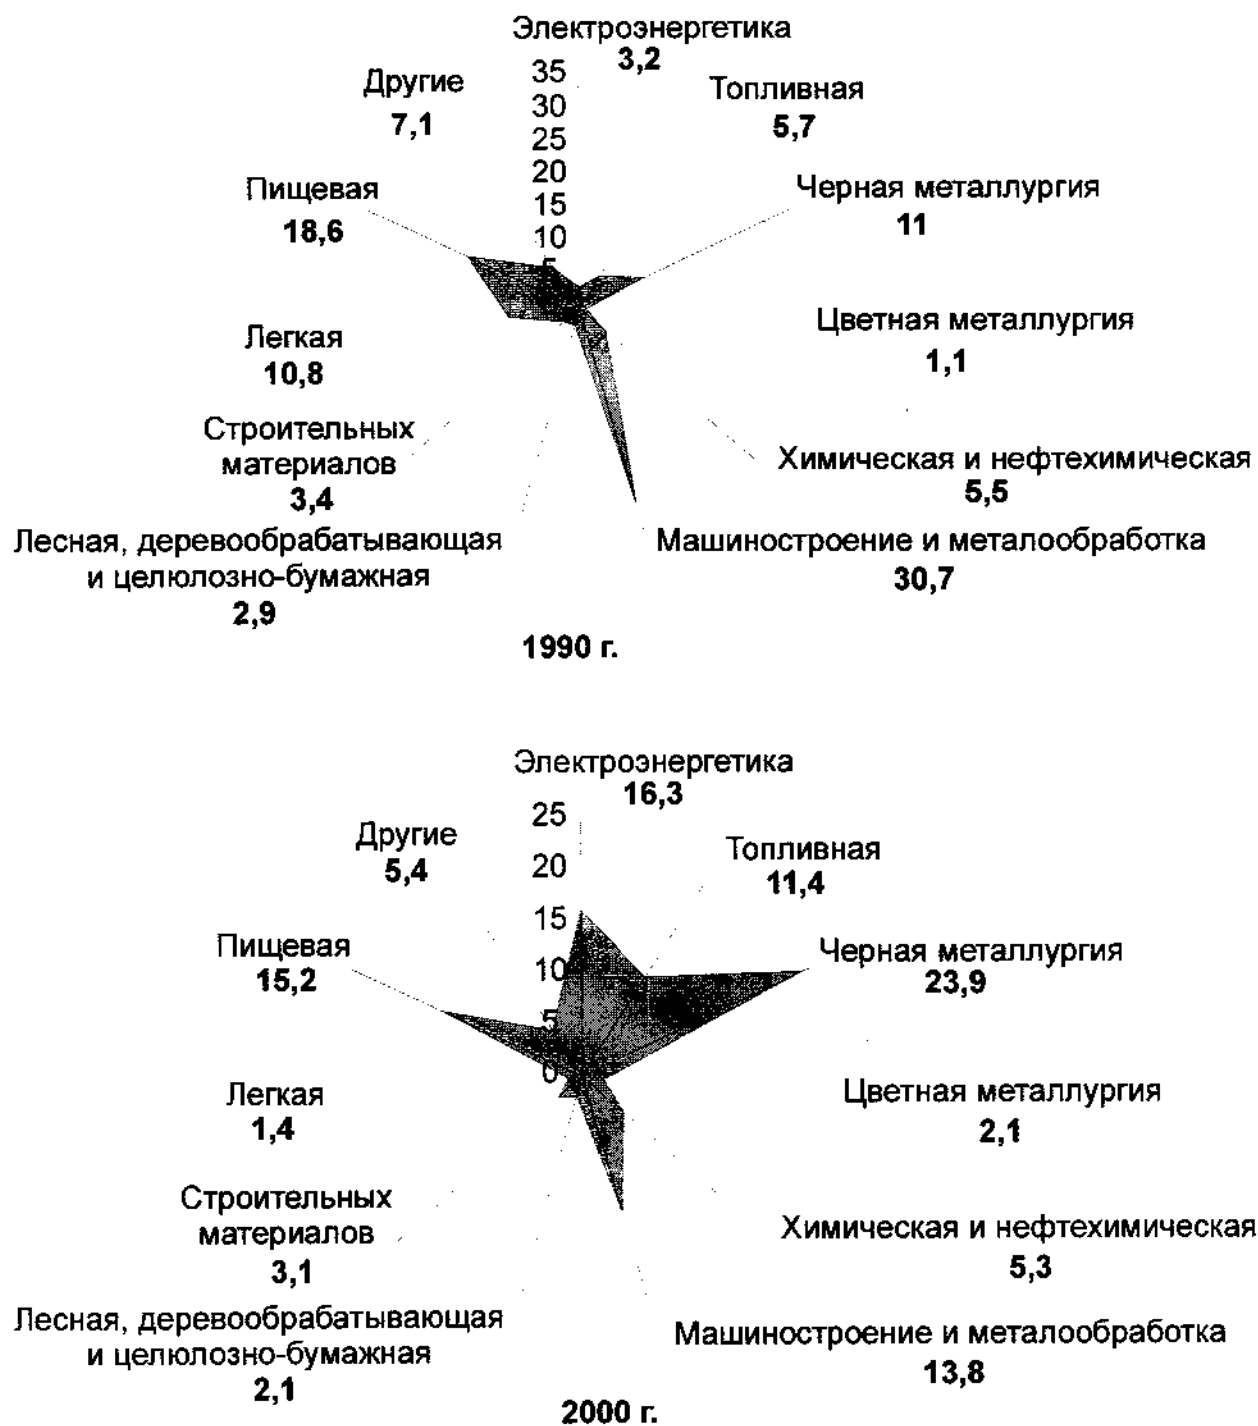 Электроэнергетика
3,2
Другие
7,1
35
30
25
20
15
10
5
Топливная
5,7
Пищевая
18,6
Черная металлургия
11
Легкая
10,8
Цветная металлургия
1,1
Строительных
материалов
3,4
Химическая и нефтехимическая
5,5
Лесная, деревообрабатывающая
и целюлозно-бумажная
2,9
Машиностроение и металообработка
30,7
1990 г.
Электроэнергетика
16,3
Другие
5,4
25
20
15
10
5
0
Топливная
11,4
Пищевая
15,2
Черная металлургия
23,9
Легкая
1,4
Цветная металлургия
2,1
Строительных
материалов
3,1
Химическая и нефтехимическая
5,3
Лесная, деревообрабатывающая
и целюлозно-бумажная
2,1
Машиностроение и металообработка
13,8
2000 г.